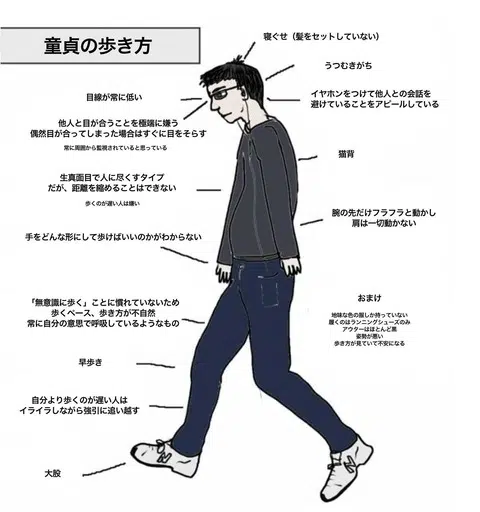 童貞の歩き方
寝ぐせ（髪をセットしていない）
うつむきがち
目線が常に低い
イヤホンをつけて他人との会話を
避けていることをアピールしている
他人と目が合うことを極端に嫌う
偶然目が合ってしまった場合はすぐに目をそらす
常に周囲から監視されていると思っている
猫背
生真面目で人に尽くすタイプ
だが、距離を縮めることはできない
歩くのが遅い人は嫌い
腕の先だけフラフラと動かし
肩は一切動かない
手をどんな形にして歩けばいいのかがわからない
「無意識に歩く」ことに慣れていないため
歩くペース、歩き方が不自然
常に自分の意思で呼吸しているようなもの
おまけ
地味な色の服しか持っていない
履くのはランニングシューズのみ
アウターはほとんど黒
姿勢が悪い
歩き方が見ていて不安になる
早歩き
自分より歩くのが遅い人は
イライラしながら強引に追い越す
大股